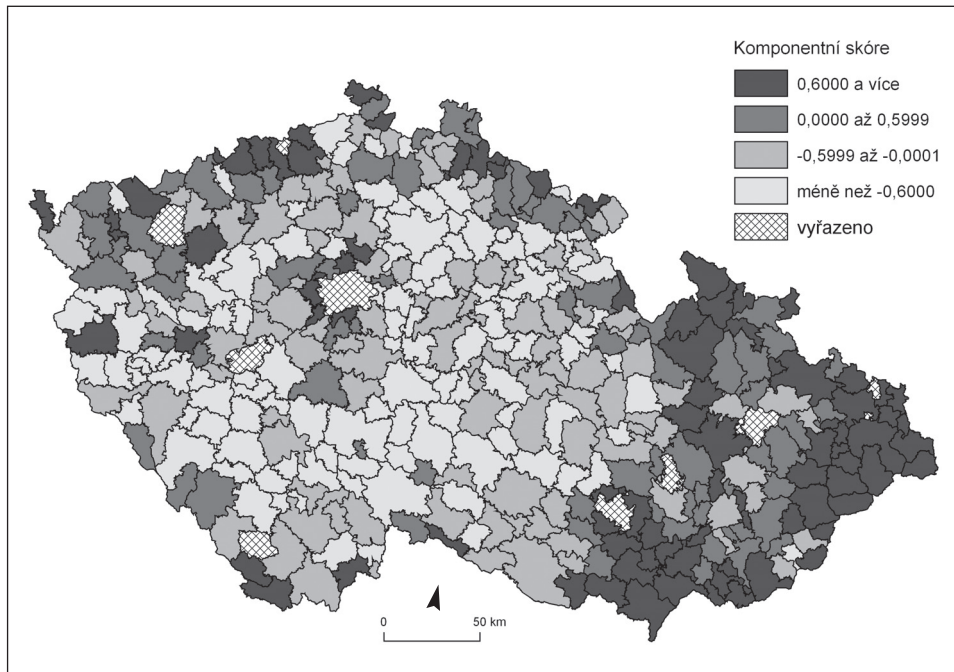 Komponentní skóre
0,6000 a více
0,0000 až 0,5999
-0,5999 až -0,0001
méně než -0,6000
vyřazeno
0 50 km